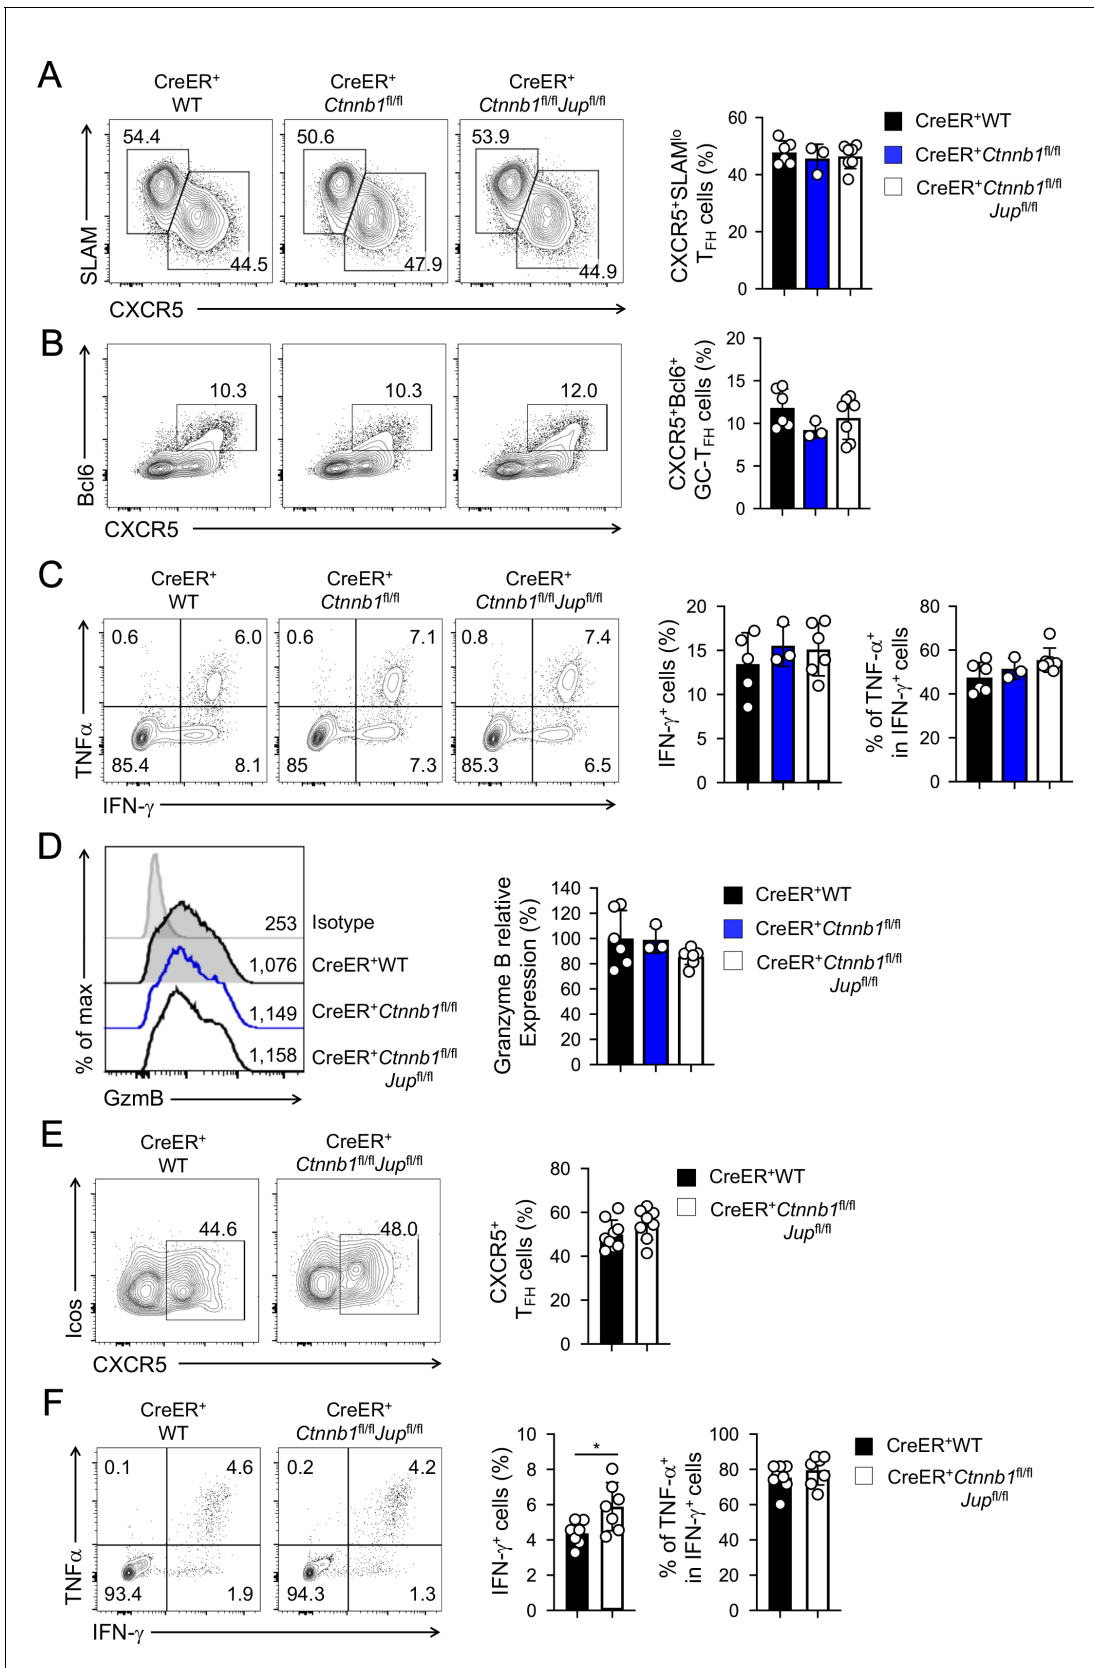 A
CreER⁺
WT
CreER⁺
Ctnnb1fl/fl
CreER⁺
Ctnnb1fl/flJupfl/fl
SLAM
54.4
44.5
50.6
47.9
53.9
44.9
CXCR5
CXCR5⁺SLAMlo
TFH cells (%)
60
40
20
0
CreER⁺WT
CreER⁺Ctnnb1fl/fl
CreER⁺Ctnnb1fl/fl
Jupfl/fl
B
Bcl6
10.3
10.3
12.0
CXCR5
CXCR5⁺Bcl6⁺
GC-TFH cells (%)
20
15
10
5
0
C
CreER⁺
WT
CreER⁺
Ctnnb1fl/fl
CreER⁺
Ctnnb1fl/flJupfl/fl
TNFα
0.6
6.0
85.4
8.1
0.6
7.1
85
7.3
0.8
7.4
85.3
6.5
IFN-γ
IFN-γ⁺ cells (%)
20
15
10
5
0
% of TNF-α⁺
in IFN-γ⁺ cells
80
60
40
20
0
D
% of max
253
Isotype
1,076
CreER⁺WT
1,149
CreER⁺Ctnnb1fl/fl
1,158
CreER⁺Ctnnb1fl/fl
Jupfl/fl
GzmB
Granzyme B relative
Expression (%)
140
120
100
80
60
40
20
0
CreER⁺WT
CreER⁺Ctnnb1fl/fl
CreER⁺Ctnnb1fl/fl
Jupfl/fl
E
CreER⁺
WT
CreER⁺
Ctnnb1fl/flJupfl/fl
Icos
44.6
48.0
CXCR5
CXCR5⁺
TFH cells (%)
80
60
40
20
0
CreER⁺WT
CreER⁺Ctnnb1fl/fl
Jupfl/fl
F
CreER⁺
WT
CreER⁺
Ctnnb1fl/flJupfl/fl
TNFα
0.1
4.6
93.4
1.9
0.2
4.2
94.3
1.3
IFN-γ
IFN-γ⁺ cells (%)
10
8
6
4
2
0
*
% of TNF-α⁺
in IFN-γ⁺ cells
100
80
60
40
20
0
CreER⁺WT
CreER⁺Ctnnb1fl/fl
Jupfl/fl